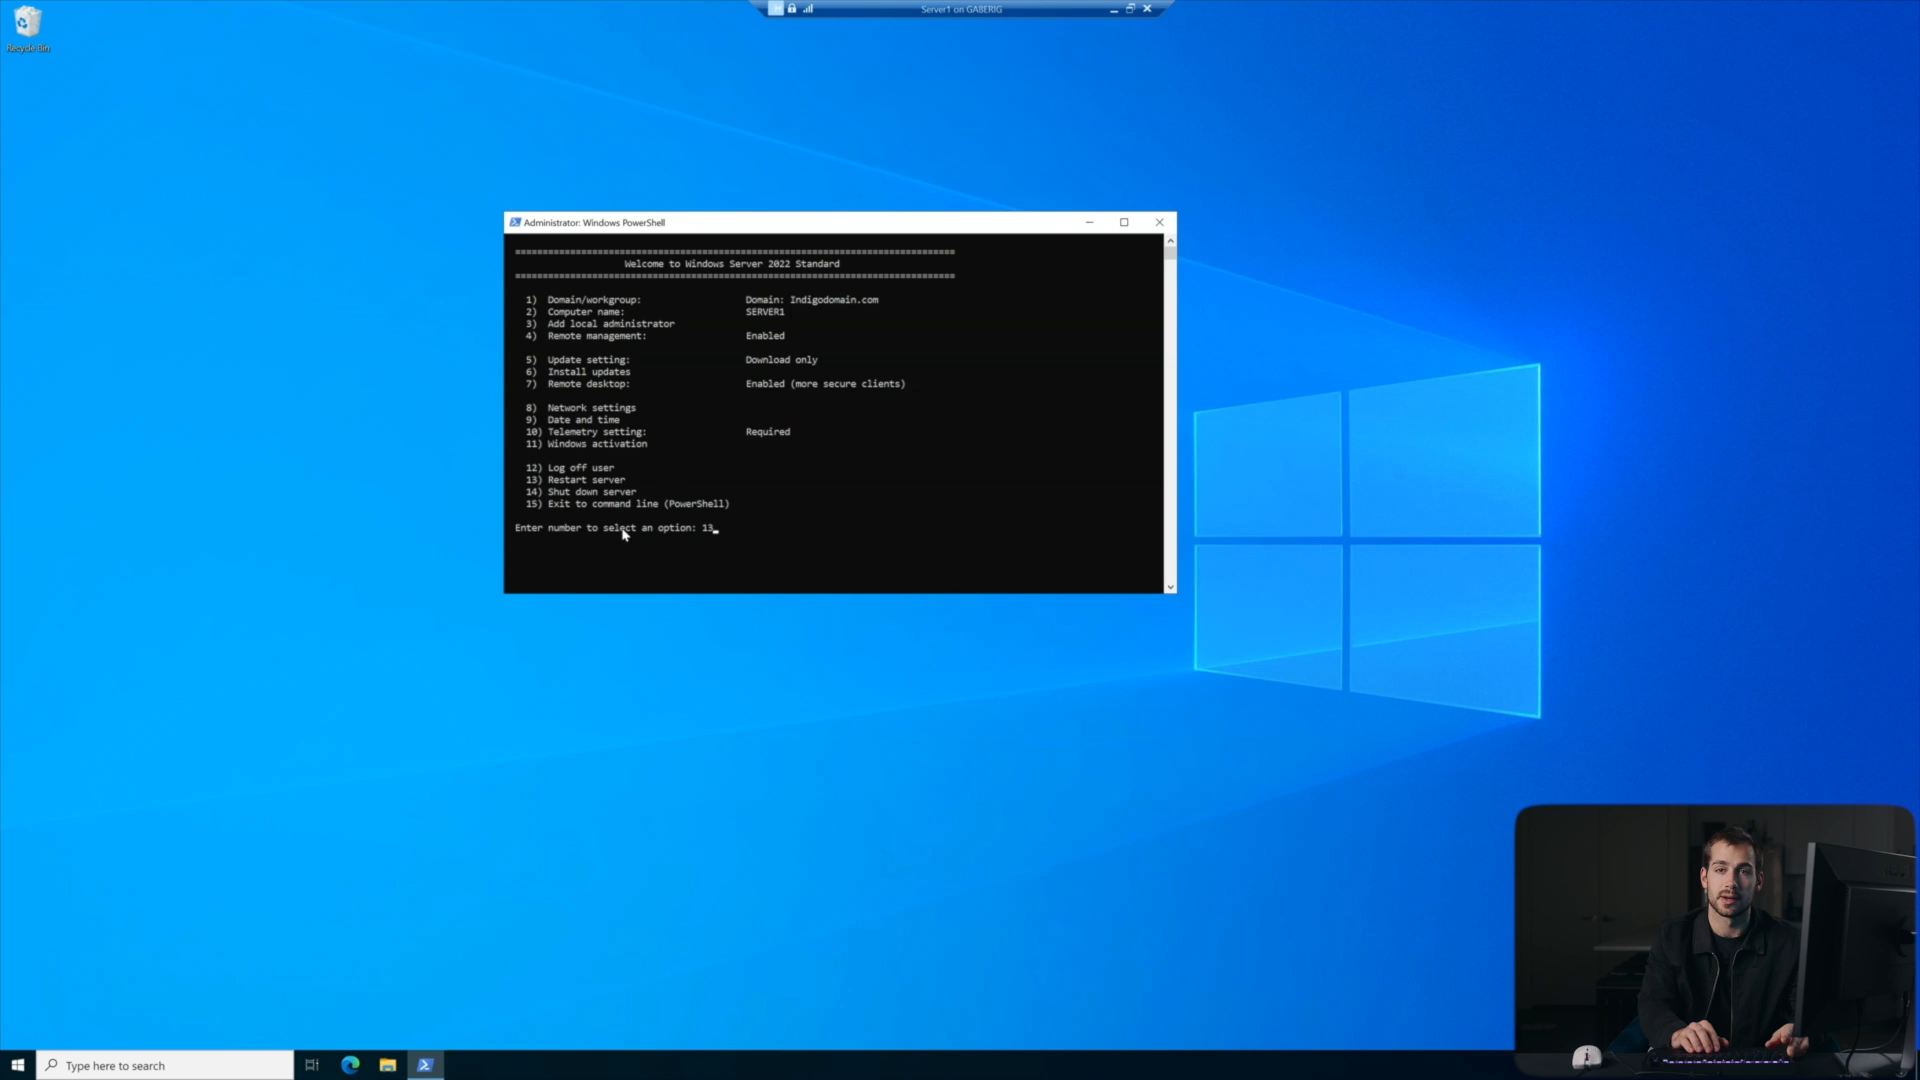 Server1 on GABERIG
Recycle Bin
Administrator: Windows PowerShell
================================================================================
Welcome to Windows Server 2022 Standard
================================================================================
1) Domain/workgroup: Domain: Indigodomain.com
2) Computer name: SERVER1
3) Add local administrator
4) Remote management: Enabled
5) Update setting: Download only
6) Install updates
7) Remote desktop: Enabled (more secure clients)
8) Network settings
9) Date and time
10) Telemetry setting: Required
11) Windows activation
12) Log off user
13) Restart server
14) Shut down server
15) Exit to command line (PowerShell)
Enter number to select an option: 13_
Type here to search